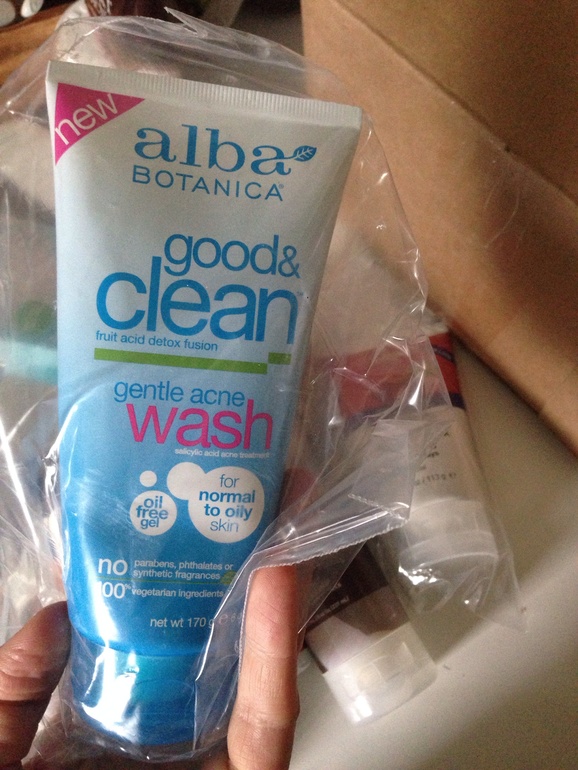 new
alba
BOTANICA®
good&
clean
fruit acid detox fusion
gentle acne
wash
salicylic acid acne treatment
oil
free
gel
for
normal
to oily
skin
no parabens, phthalates or
synthetic fragrances
100% vegetarian ingredients
net wt 170 g